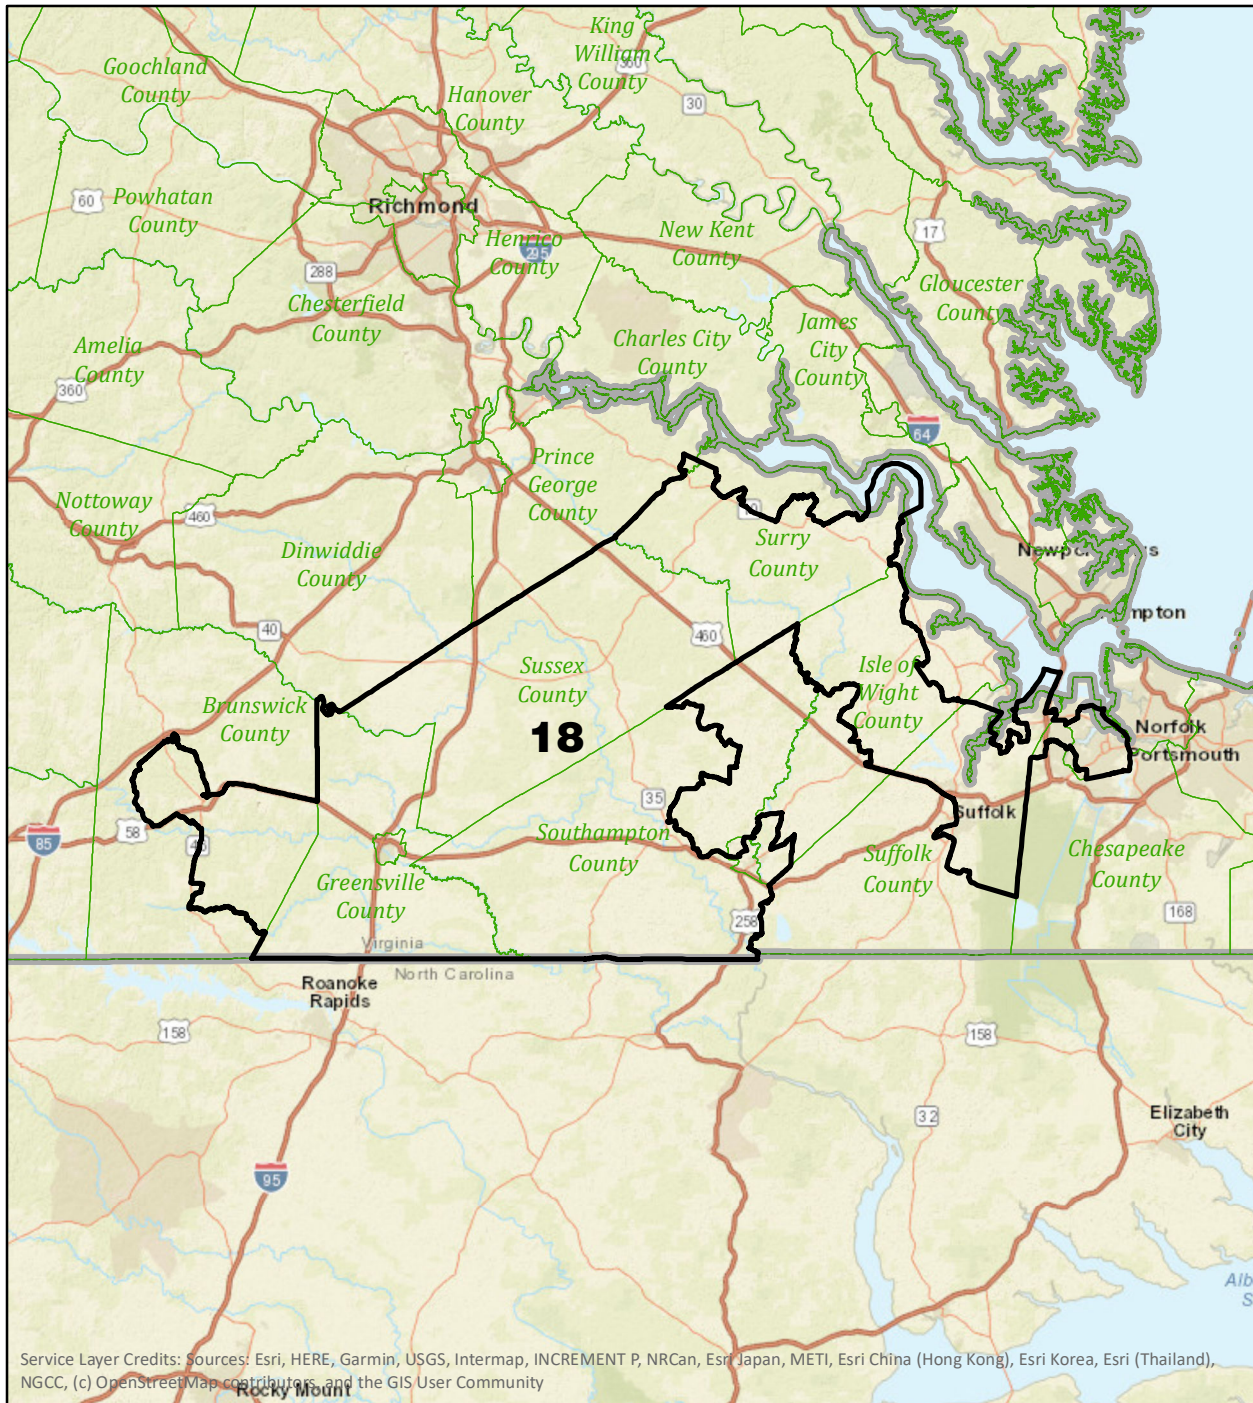 King
William
County
360
Goochland
County
Hanover
County
30
60
Powhatan
County
Richmond
17
New Kent
County
Henrico
County
295
288
Chesterfield
County
Gloucester
County
James
City
County
Charles City
County
Amelia
County
360
64
Prince
George
County
Nottoway
County
460
10
Surry
County
Dinwiddie
County
40
460
Sussex
County
Isle of
Wight
County
Brunswick
County
18
Norfolk
Portsmouth
35
Suffolk
58
85
Southampton
County
Suffolk
County
Chesapeake
County
Greensville
County
258
168
Virginia
North Carolina
Roanoke
Rapids
158
158
32
Elizabeth
City
95
Service Layer Credits: Sources: Esri, HERE, Garmin, USGS, Intermap, INCREMENT P, NRCan, Esri Japan, METI, Esri China (Hong Kong), Esri Korea, Esri (Thailand),
NGCC, (c) OpenStreetMap contributors, and the GIS User Community
Rocky Mount